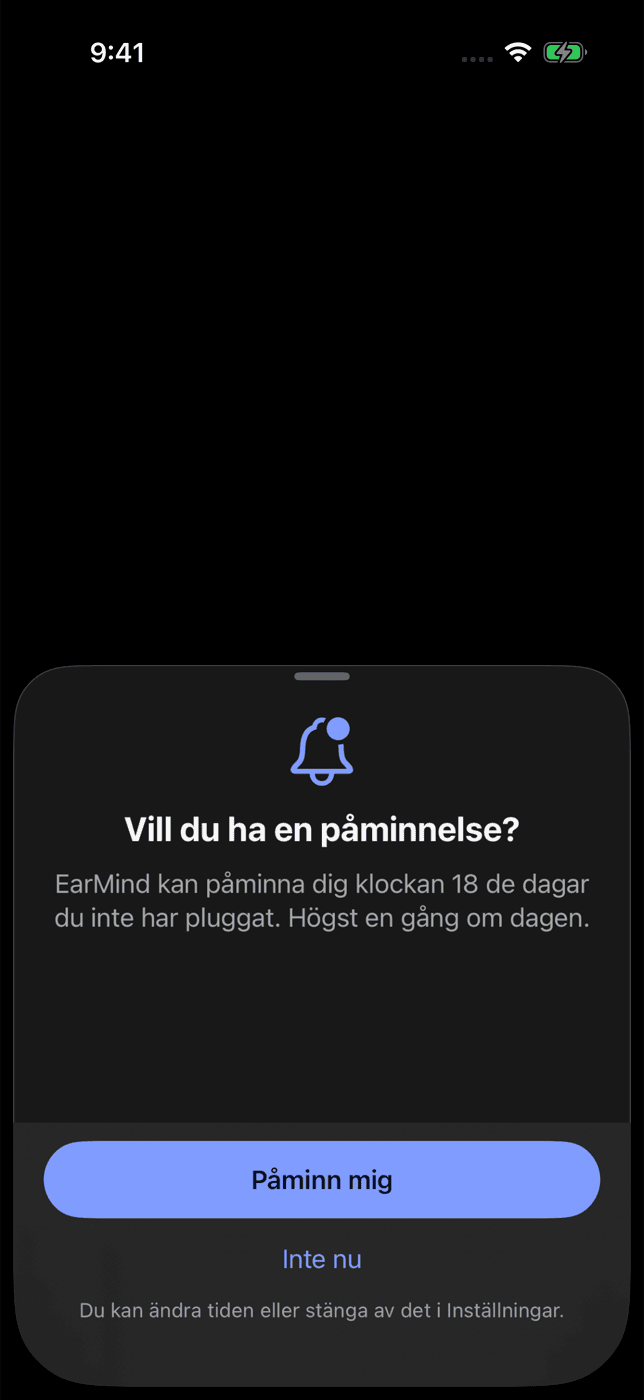 9:41
Vill du ha en påminnelse?
EarMind kan påminna dig klockan 18 de dagar
du inte har pluggat. Högst en gång om dagen.
Påminn mig
Inte nu
Du kan ändra tiden eller stänga av det i Inställningar.